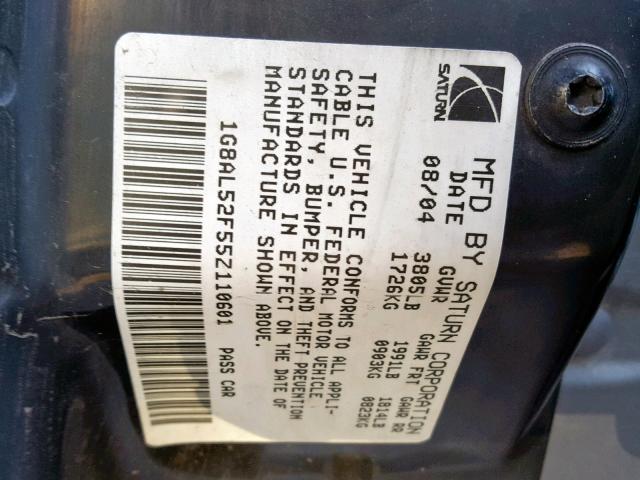 SATURN
MFD BY SATURN CORPORATION
DATE GVWR GAWR FRT GAWR RR
08/04 3805LB 1991LB 1814LB
1726KG 0903KG 0823KG
THIS VEHICLE CONFORMS TO ALL APPLI-
CABLE U.S. FEDERAL MOTOR VEHICLE
SAFETY, BUMPER, AND THEFT PREVENTION
STANDARDS IN EFFECT ON THE DATE OF
MANUFACTURE SHOWN ABOVE.
1G8AL52F55Z110601 PASS CAR